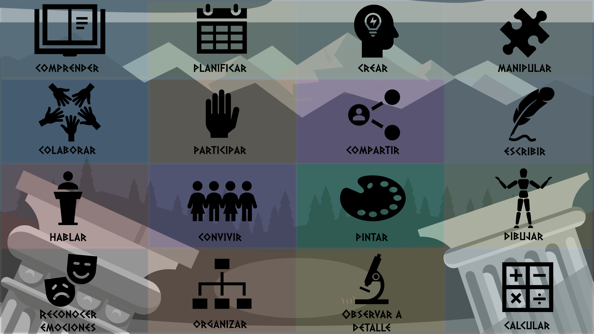 COMPRENDER
PLANIFICAR
CREAR
MANIPULAR
COLABORAR
PARTICIPAR
COMPARTIR
ESCRIBIR
HABLAR
CONVIVIR
PINTAR
DIBUJAR
RECONOCER
EMOCIONES
ORGANIZAR
OBSERVAR A
DETALLE
CALCULAR